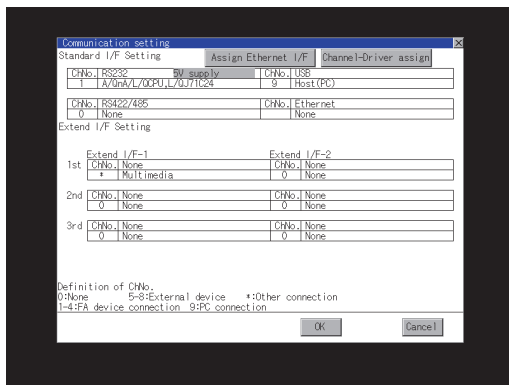 Communication setting
Standard I/F Setting Assign Ethernet I/F Channel-Driver assign
ChNo. RS232 5V supply ChNo. USB
1 A/QnA/L/QCPU,L/QJ71C24 9 Host(PC)
ChNo. RS422/485 ChNo. Ethernet
0 None None
Extend I/F Setting
Extend I/F-1 Extend I/F-2
1st ChNo. None ChNo. None
* Multimedia 0 None
2nd ChNo. None ChNo. None
0 None 0 None
3rd ChNo. None ChNo. None
0 None 0 None
Definition of ChNo.
0:None 5-8:External device *:Other connection
1-4:FA device connection 9:PC connection
OK Cancel